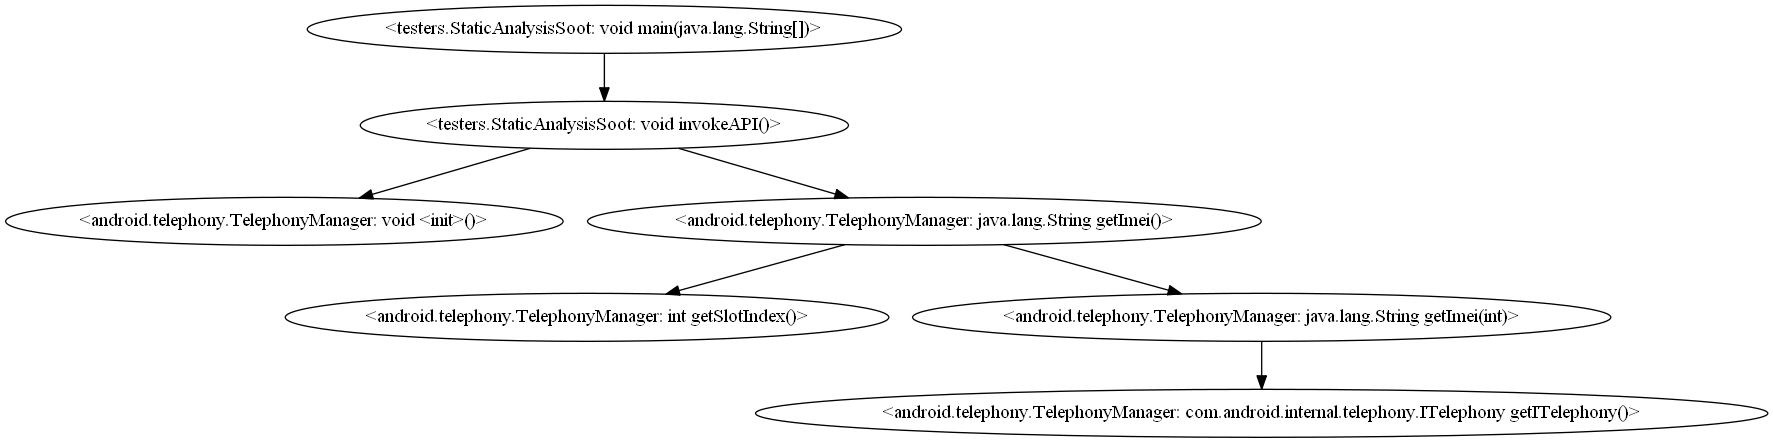 <testers.StaticAnalysisSoot: void main(java.lang.String[])>
<testers.StaticAnalysisSoot: void invokeAPI()>
<android.telephony.TelephonyManager: void <init>()>
<android.telephony.TelephonyManager: java.lang.String getImei()>
<android.telephony.TelephonyManager: int getSlotIndex()>
<android.telephony.TelephonyManager: java.lang.String getImei(int)>
<android.telephony.TelephonyManager: com.android.internal.telephony.ITelephony getITelephony()>